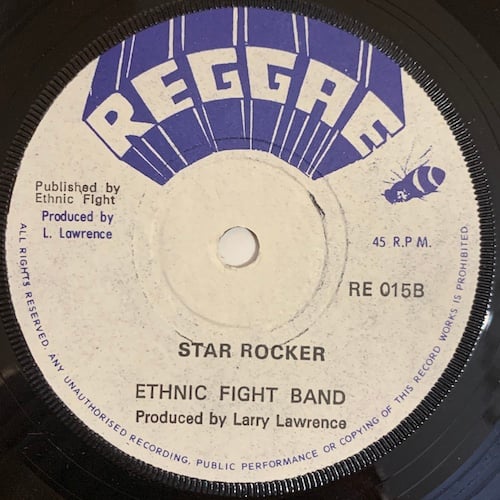 REGGAE
Published by
Ethnic Fight
Produced by
L. Lawrence
45 R.P.M.
RE 015B
STAR ROCKER
ETHNIC FIGHT BAND
Produced by Larry Lawrence
ALL RIGHTS RESERVED. ANY UNAUTHORISED RECORDING, PUBLIC PERFORMANCE OR COPYING OF THIS RECORD WORKS IS PROHIBITED.